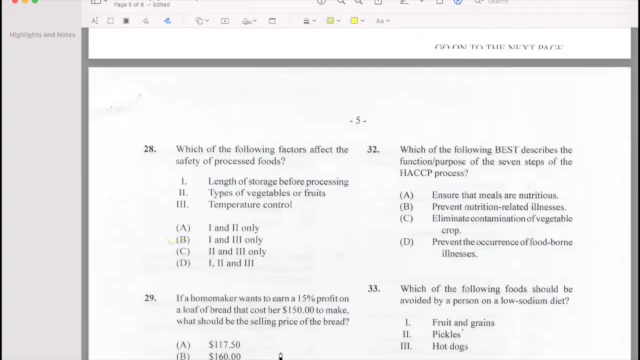 Page 5 of 8 — Edited
Search
Highlights and Notes
GO ON TO THE NEXT PAGE
- 5 -
28. Which of the following factors affect the
safety of processed foods?
I. Length of storage before processing
II. Types of vegetables or fruits
III. Temperature control
(A) I and II only
(B) I and III only
(C) II and III only
(D) I, II and III
29. If a homemaker wants to earn a 15% profit on
a loaf of bread that cost her $150.00 to make,
what should be the selling price of the bread?
(A) $117.50
(B) $160.00
32. Which of the following BEST describes the
function/purpose of the seven steps of the
HACCP process?
(A) Ensure that meals are nutritious.
(B) Prevent nutrition-related illnesses.
(C) Eliminate contamination of vegetable
crop.
(D) Prevent the occurrence of food-borne
illnesses.
33. Which of the following foods should be
avoided by a person on a low-sodium diet?
I. Fruit and grains
II. Pickles
III. Hot dogs